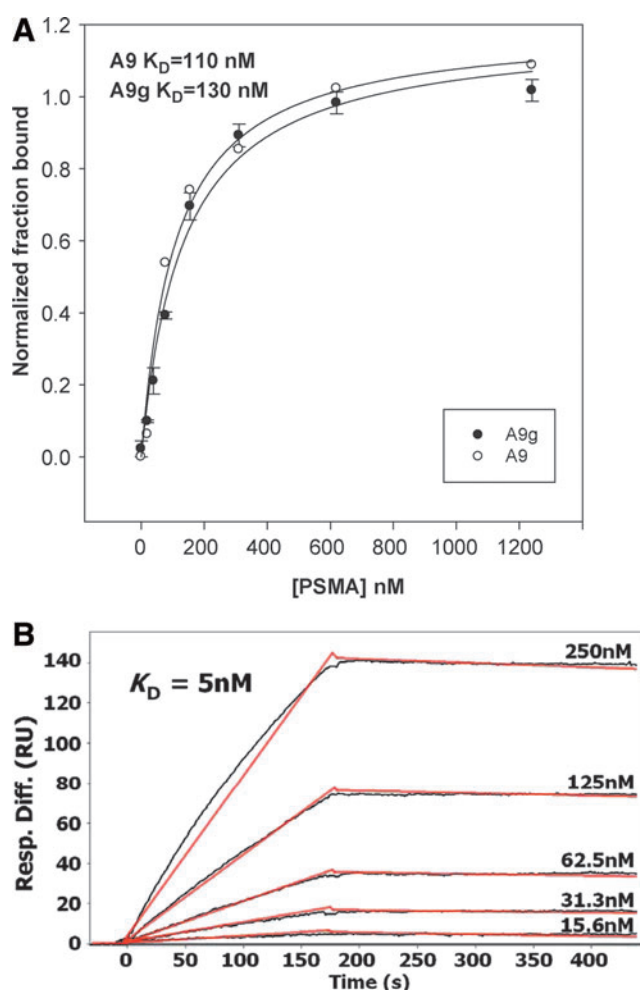 A
A9 K_D=110 nM
A9g K_D=130 nM
Normalized fraction bound
1.2
1.0
0.8
0.6
0.4
0.2
0.0
A9g
A9
0 200 400 600 800 1000 1200
[PSMA] nM
B
K_D = 5nM
Resp. Diff. (RU)
140
120
100
80
60
40
20
0
250nM
125nM
62.5nM
31.3nM
15.6nM
0 50 100 150 200 250 300 350 400
Time (s)